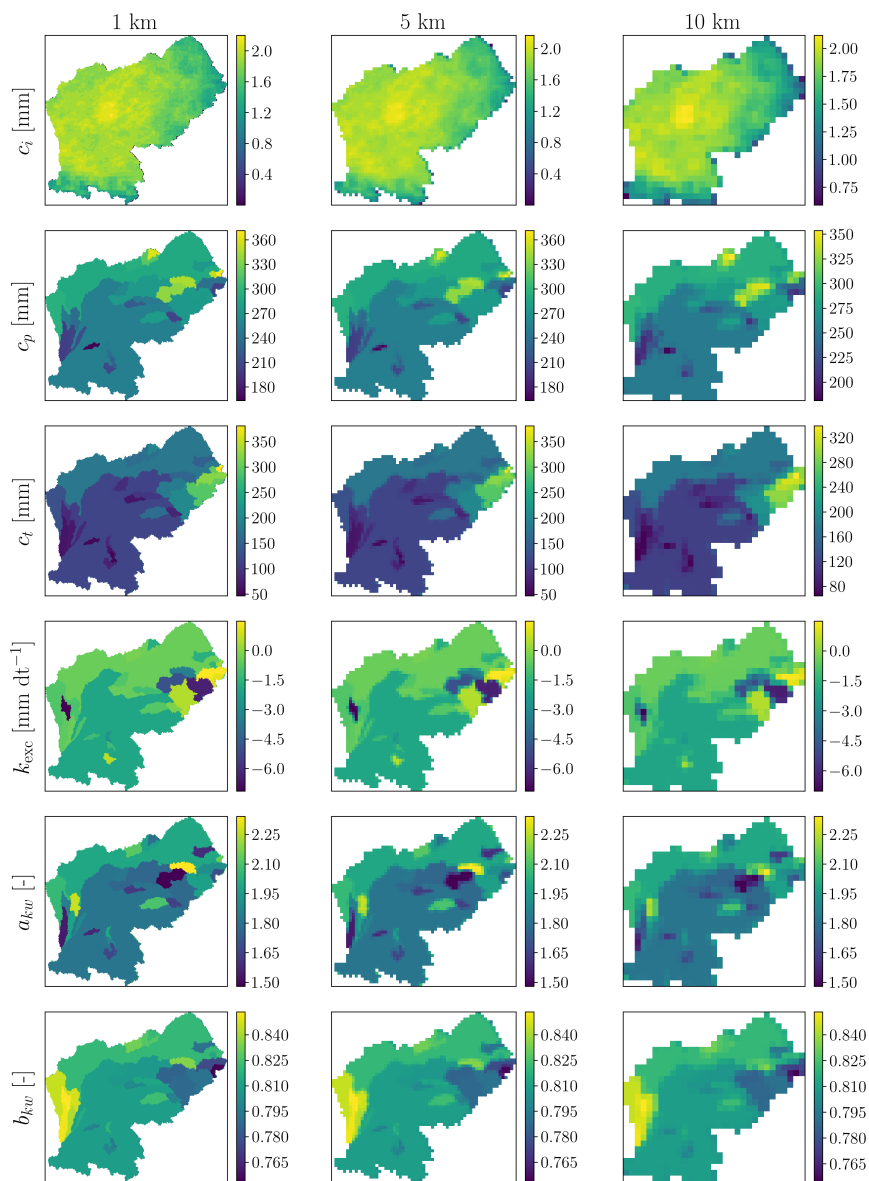 1 km 5 km 10 km
c_i [mm] 2.0 1.6 1.2 0.8 0.4 2.0 1.6 1.2 0.8 0.4 2.00 1.75 1.50 1.25 1.00 0.75
c_p [mm] 360 330 300 270 240 210 180 360 330 300 270 240 210 180 350 325 300 275 250 225 200
c_t [mm] 350 300 250 200 150 100 50 350 300 250 200 150 100 50 320 280 240 200 160 120 80
k_exc [mm dt⁻¹] 0.0 −1.5 −3.0 −4.5 −6.0 0.0 −1.5 −3.0 −4.5 −6.0 0.0 −1.5 −3.0 −4.5 −6.0
a_kw [-] 2.25 2.10 1.95 1.80 1.65 1.50 2.25 2.10 1.95 1.80 1.65 1.50 2.25 2.10 1.95 1.80 1.65 1.50
b_kw [-] 0.840 0.825 0.810 0.795 0.780 0.765 0.840 0.825 0.810 0.795 0.780 0.765 0.840 0.825 0.810 0.795 0.780 0.765